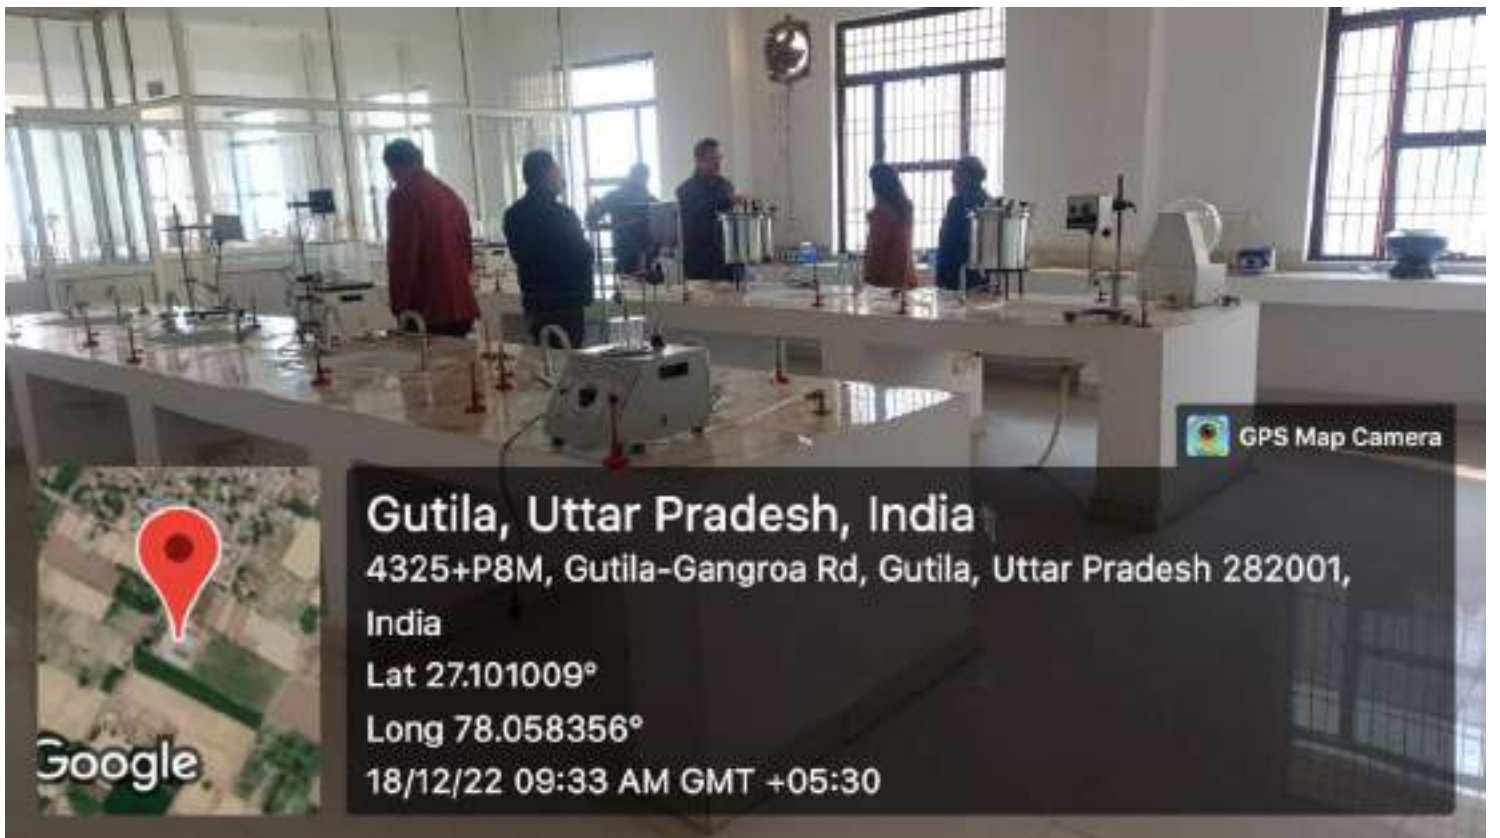 GPS Map Camera
Gutila, Uttar Pradesh, India
4325+P8M, Gutila-Gangroa Rd, Gutila, Uttar Pradesh 282001,
India
Lat 27.101009°
Long 78.058356°
18/12/22 09:33 AM GMT +05:30
Google